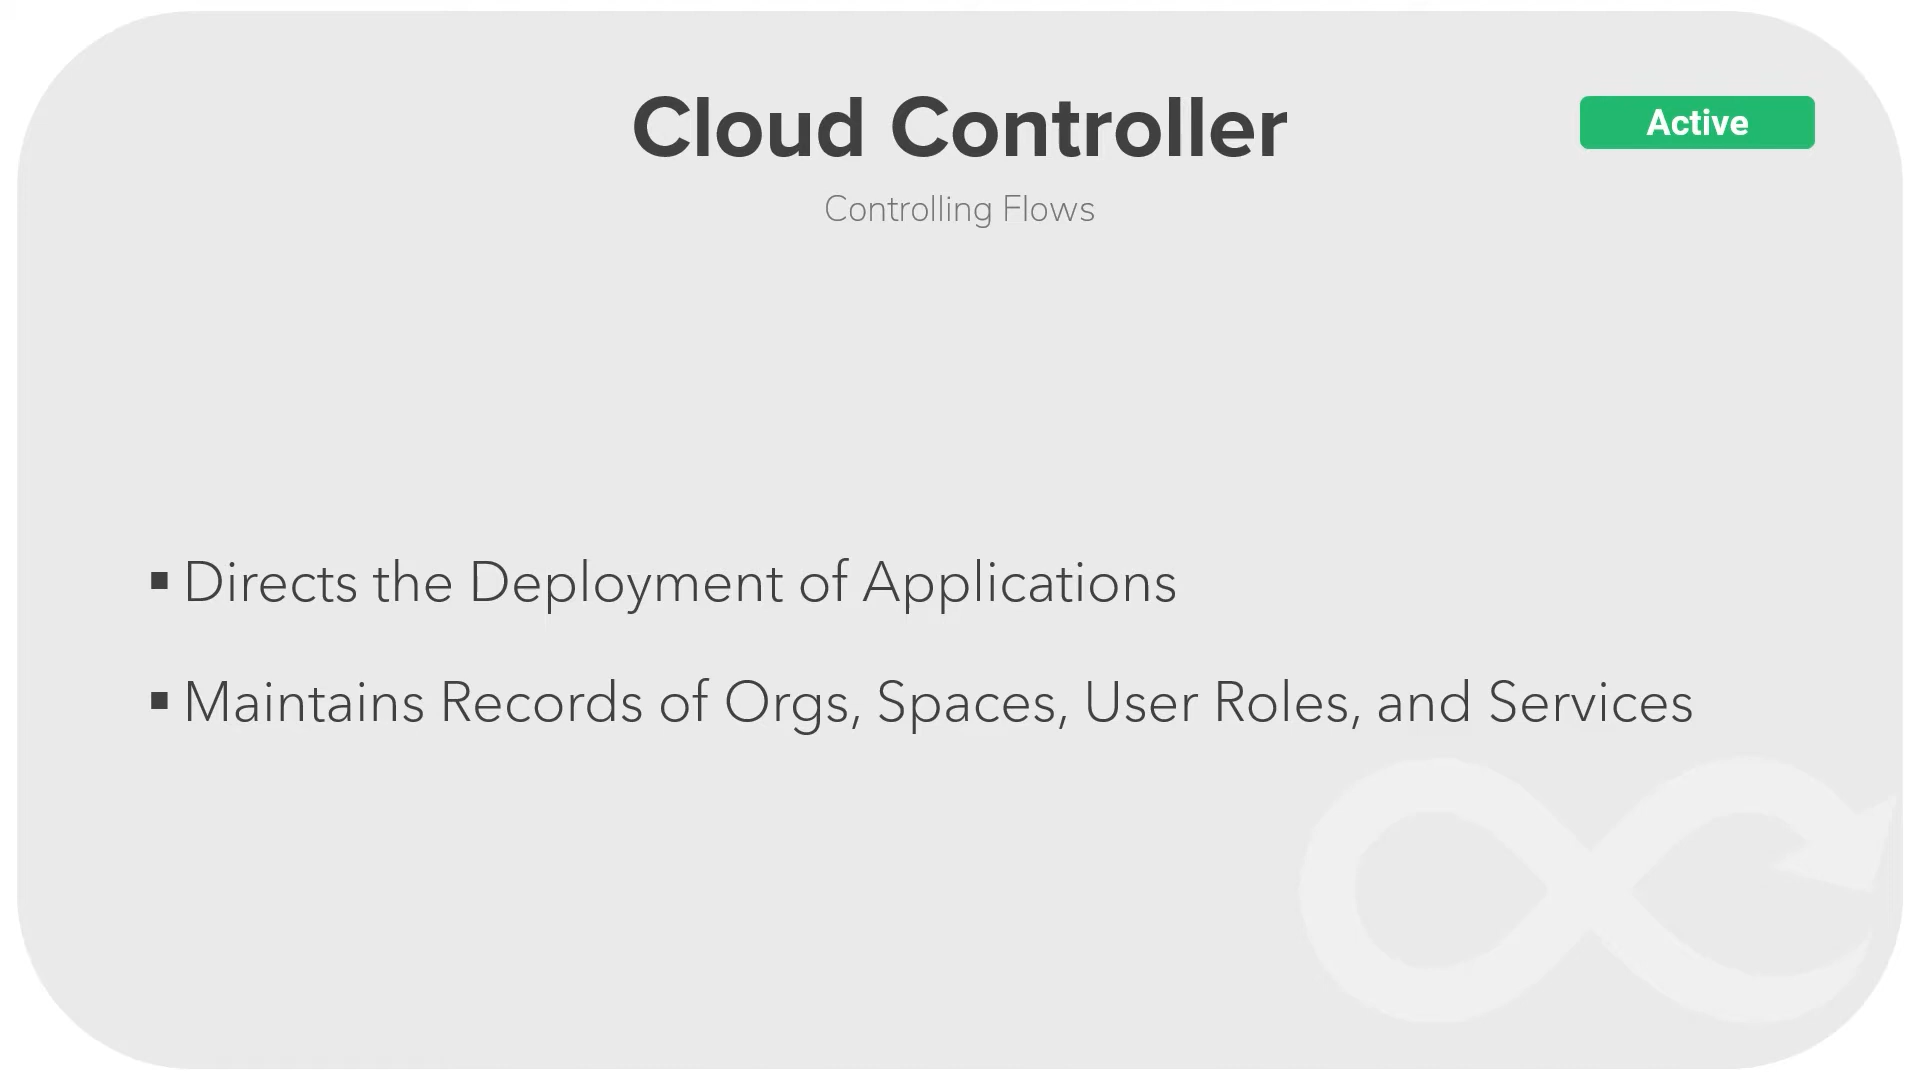 Cloud Controller
Active
Controlling Flows
▪ Directs the Deployment of Applications
▪ Maintains Records of Orgs, Spaces, User Roles, and Services